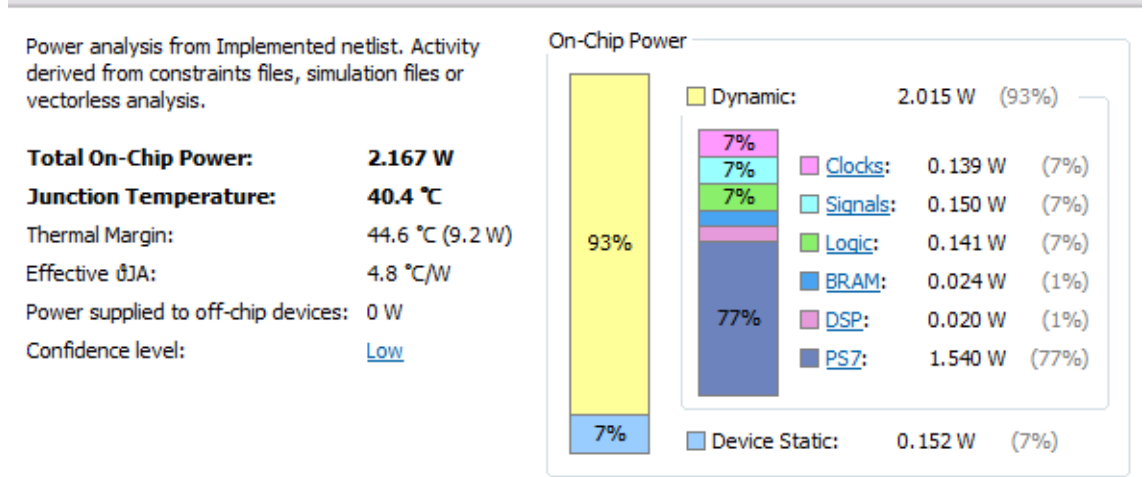 Power analysis from Implemented netlist. Activity
derived from constraints files, simulation files or
vectorless analysis.
Total On-Chip Power: 2.167 W
Junction Temperature: 40.4 °C
Thermal Margin: 44.6 °C (9.2 W)
Effective ϑJA: 4.8 °C/W
Power supplied to off-chip devices: 0 W
Confidence level: Low
On-Chip Power
93%
7%
Dynamic: 2.015 W (93%)
7%
7%
7%
77%
Clocks: 0.139 W (7%)
Signals: 0.150 W (7%)
Logic: 0.141 W (7%)
BRAM: 0.024 W (1%)
DSP: 0.020 W (1%)
PS7: 1.540 W (77%)
Device Static: 0.152 W (7%)